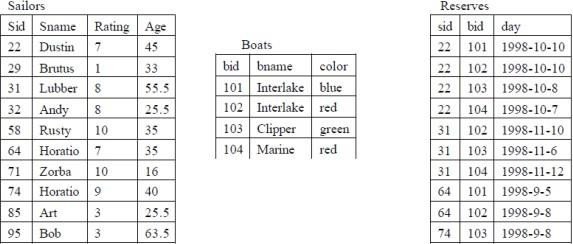 Sailors
Sid Sname Rating Age
22 Dustin 7 45
29 Brutus 1 33
31 Lubber 8 55.5
32 Andy 8 25.5
58 Rusty 10 35
64 Horatio 7 35
71 Zorba 10 16
74 Horatio 9 40
85 Art 3 25.5
95 Bob 3 63.5
Boats
bid bname color
101 Interlake blue
102 Interlake red
103 Clipper green
104 Marine red
Reserves
sid bid day
22 101 1998-10-10
22 102 1998-10-10
22 103 1998-10-8
22 104 1998-10-7
31 102 1998-11-10
31 103 1998-11-6
31 104 1998-11-12
64 101 1998-9-5
64 102 1998-9-8
74 103 1998-9-8